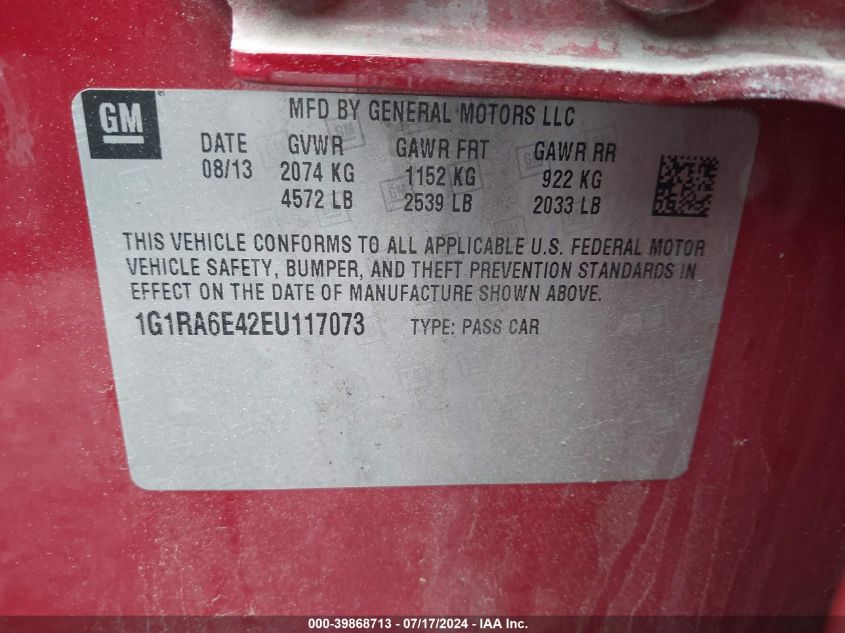 GM
MFD BY GENERAL MOTORS LLC
DATE GVWR GAWR FRT GAWR RR
08/13 2074 KG 1152 KG 922 KG
4572 LB 2539 LB 2033 LB
THIS VEHICLE CONFORMS TO ALL APPLICABLE U.S. FEDERAL MOTOR
VEHICLE SAFETY, BUMPER, AND THEFT PREVENTION STANDARDS IN
EFFECT ON THE DATE OF MANUFACTURE SHOWN ABOVE.
1G1RA6E42EU117073 TYPE: PASS CAR
000-39868713 - 07/17/2024 - IAA Inc.